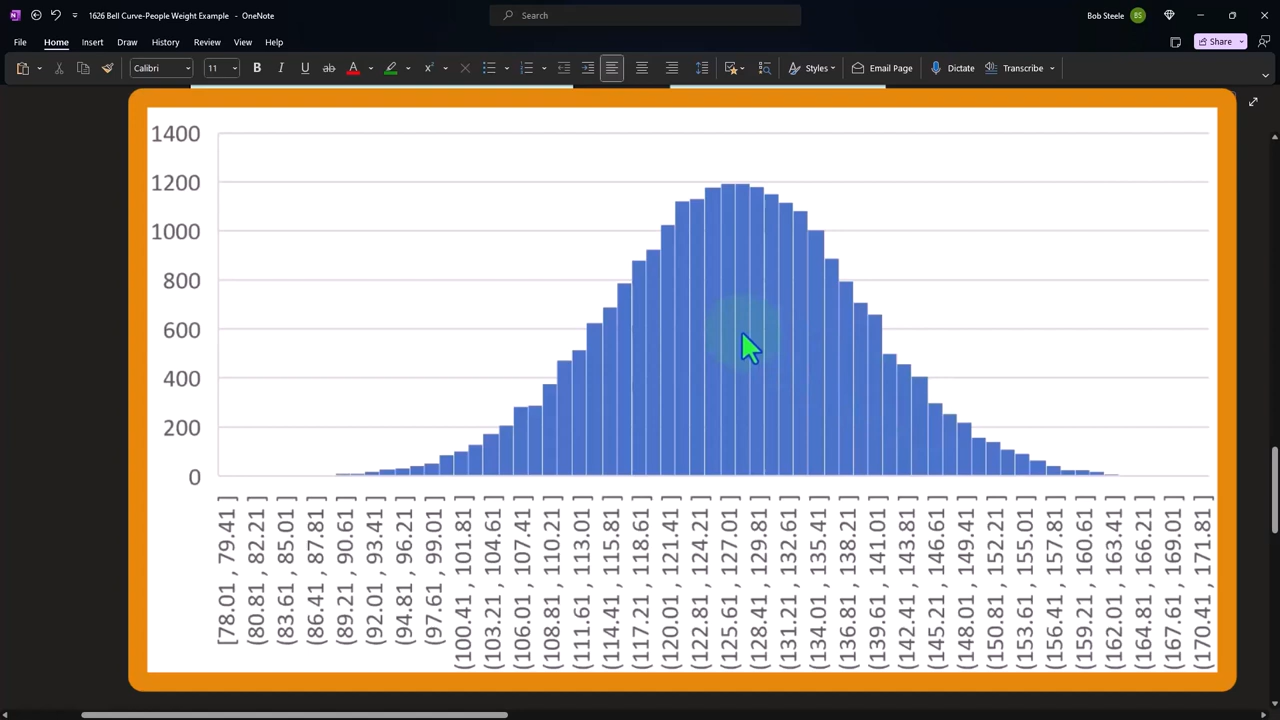 1626 Bell Curve-People Weight Example - OneNote
Search
Bob Steele
BS
File Home Insert Draw History Review View Help
Share
Calibri 11 B I U ab A x Styles Email Page Dictate Transcribe
1400
1200
1000
800
600
400
200
0
[78.01 , 79.41]
(80.81 , 82.21]
(83.61 , 85.01]
(86.41 , 87.81]
(89.21 , 90.61]
(92.01 , 93.41]
(94.81 , 96.21]
(97.61 , 99.01]
(100.41 , 101.81]
(103.21 , 104.61]
(106.01 , 107.41]
(108.81 , 110.21]
(111.61 , 113.01]
(114.41 , 115.81]
(117.21 , 118.61]
(120.01 , 121.41]
(122.81 , 124.21]
(125.61 , 127.01]
(128.41 , 129.81]
(131.21 , 132.61]
(134.01 , 135.41]
(136.81 , 138.21]
(139.61 , 141.01]
(142.41 , 143.81]
(145.21 , 146.61]
(148.01 , 149.41]
(150.81 , 152.21]
(153.61 , 155.01]
(156.41 , 157.81]
(159.21 , 160.61]
(162.01 , 163.41]
(164.81 , 166.21]
(167.61 , 169.01]
(170.41 , 171.81]